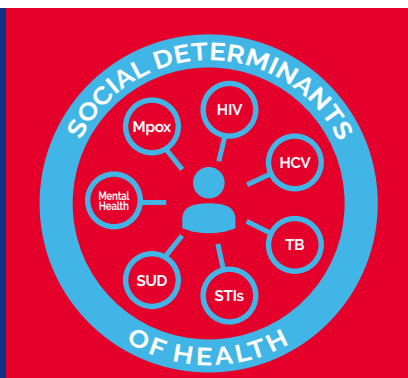 SOCIAL DETERMINANTS
HIV
Mpox
HCV
Mental
Health
TB
SUD
STIs
OF HEALTH